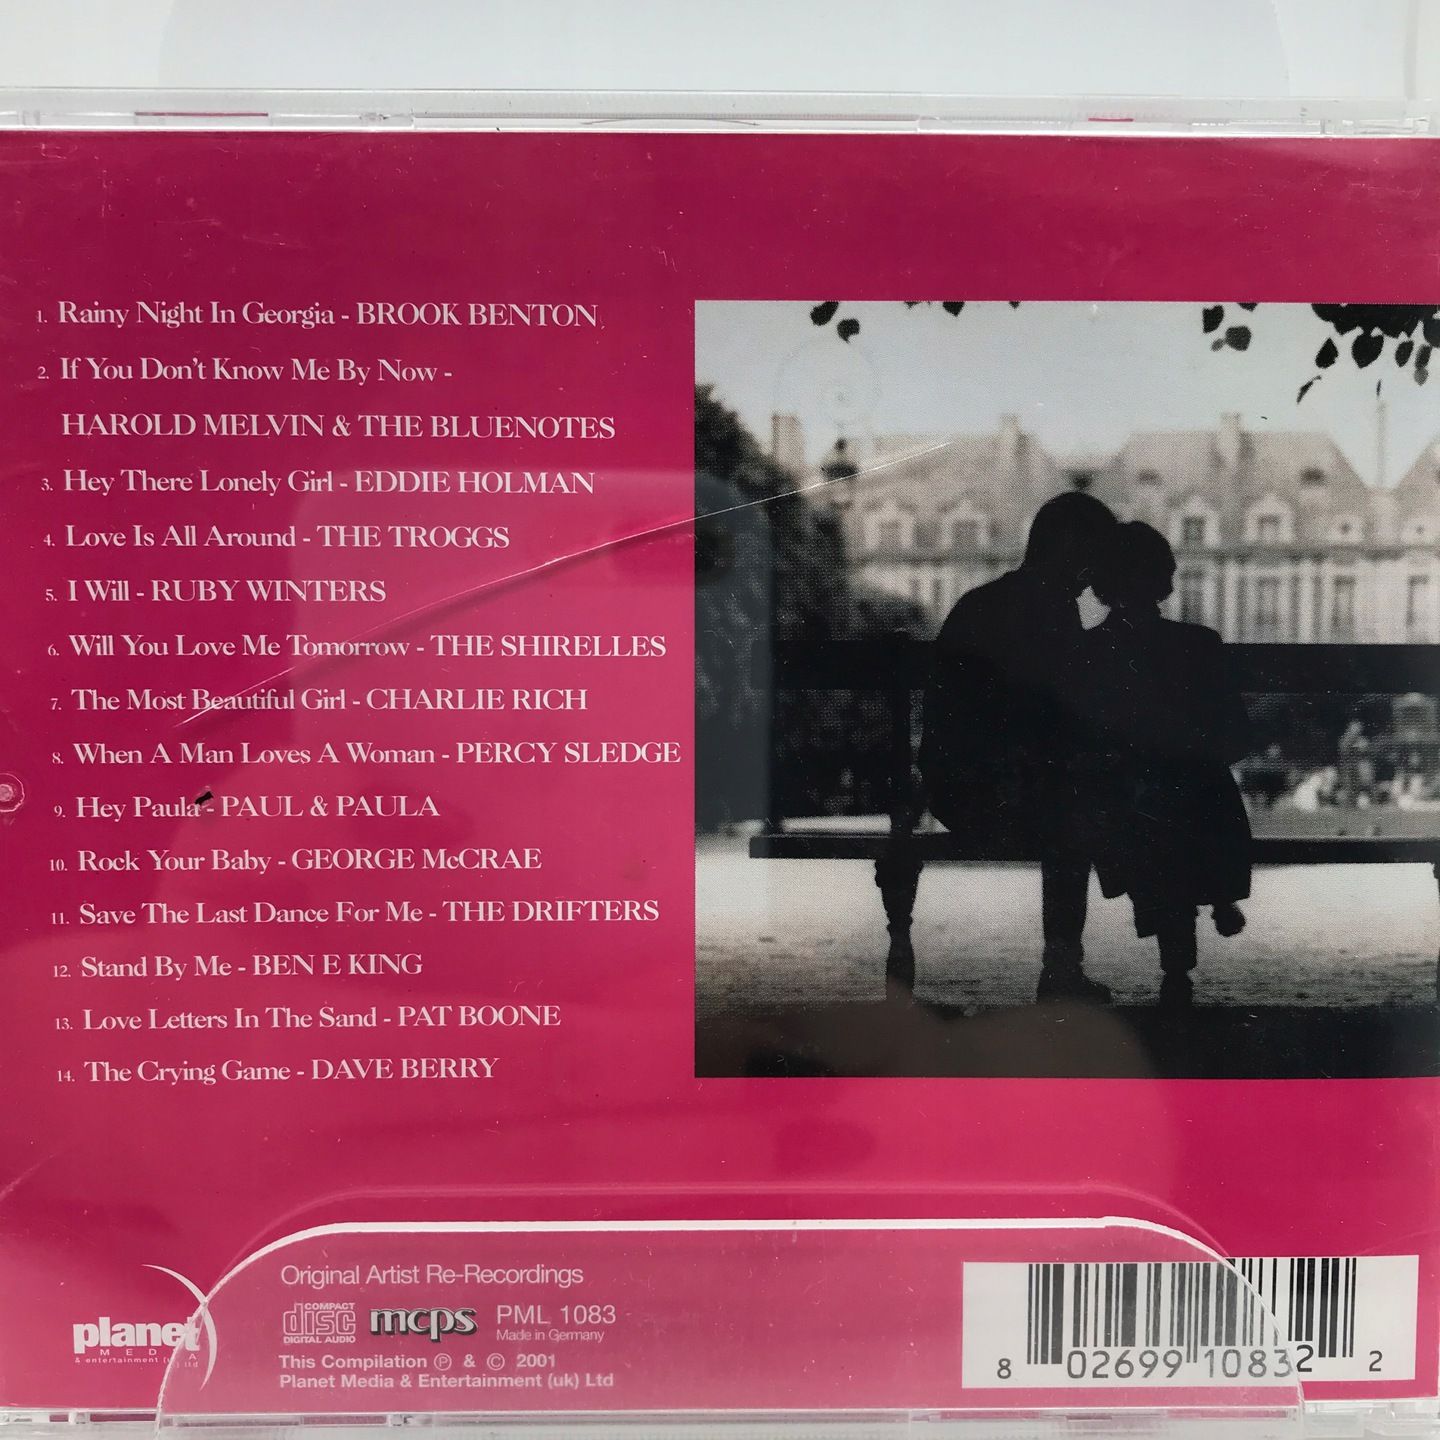 1. Rainy Night In Georgia - BROOK BENTON
2. If You Don't Know Me By Now -
HAROLD MELVIN & THE BLUENOTES
3. Hey There Lonely Girl - EDDIE HOLMAN
4. Love Is All Around - THE TROGGS
5. I Will - RUBY WINTERS
6. Will You Love Me Tomorrow - THE SHIRELLES
7. The Most Beautiful Girl - CHARLIE RICH
8. When A Man Loves A Woman - PERCY SLEDGE
9. Hey Paula - PAUL & PAULA
10. Rock Your Baby - GEORGE McCRAE
11. Save The Last Dance For Me - THE DRIFTERS
12. Stand By Me - BEN E KING
13. Love Letters In The Sand - PAT BOONE
14. The Crying Game - DAVE BERRY
planet
MEDIA
& entertainment (uk) ltd
Original Artist Re-Recordings
COMPACT
disc
DIGITAL AUDIO
mcps
PML 1083
Made in Germany
This Compilation Ⓟ & © 2001
Planet Media & Entertainment (uk) Ltd
8 02699 10832 2